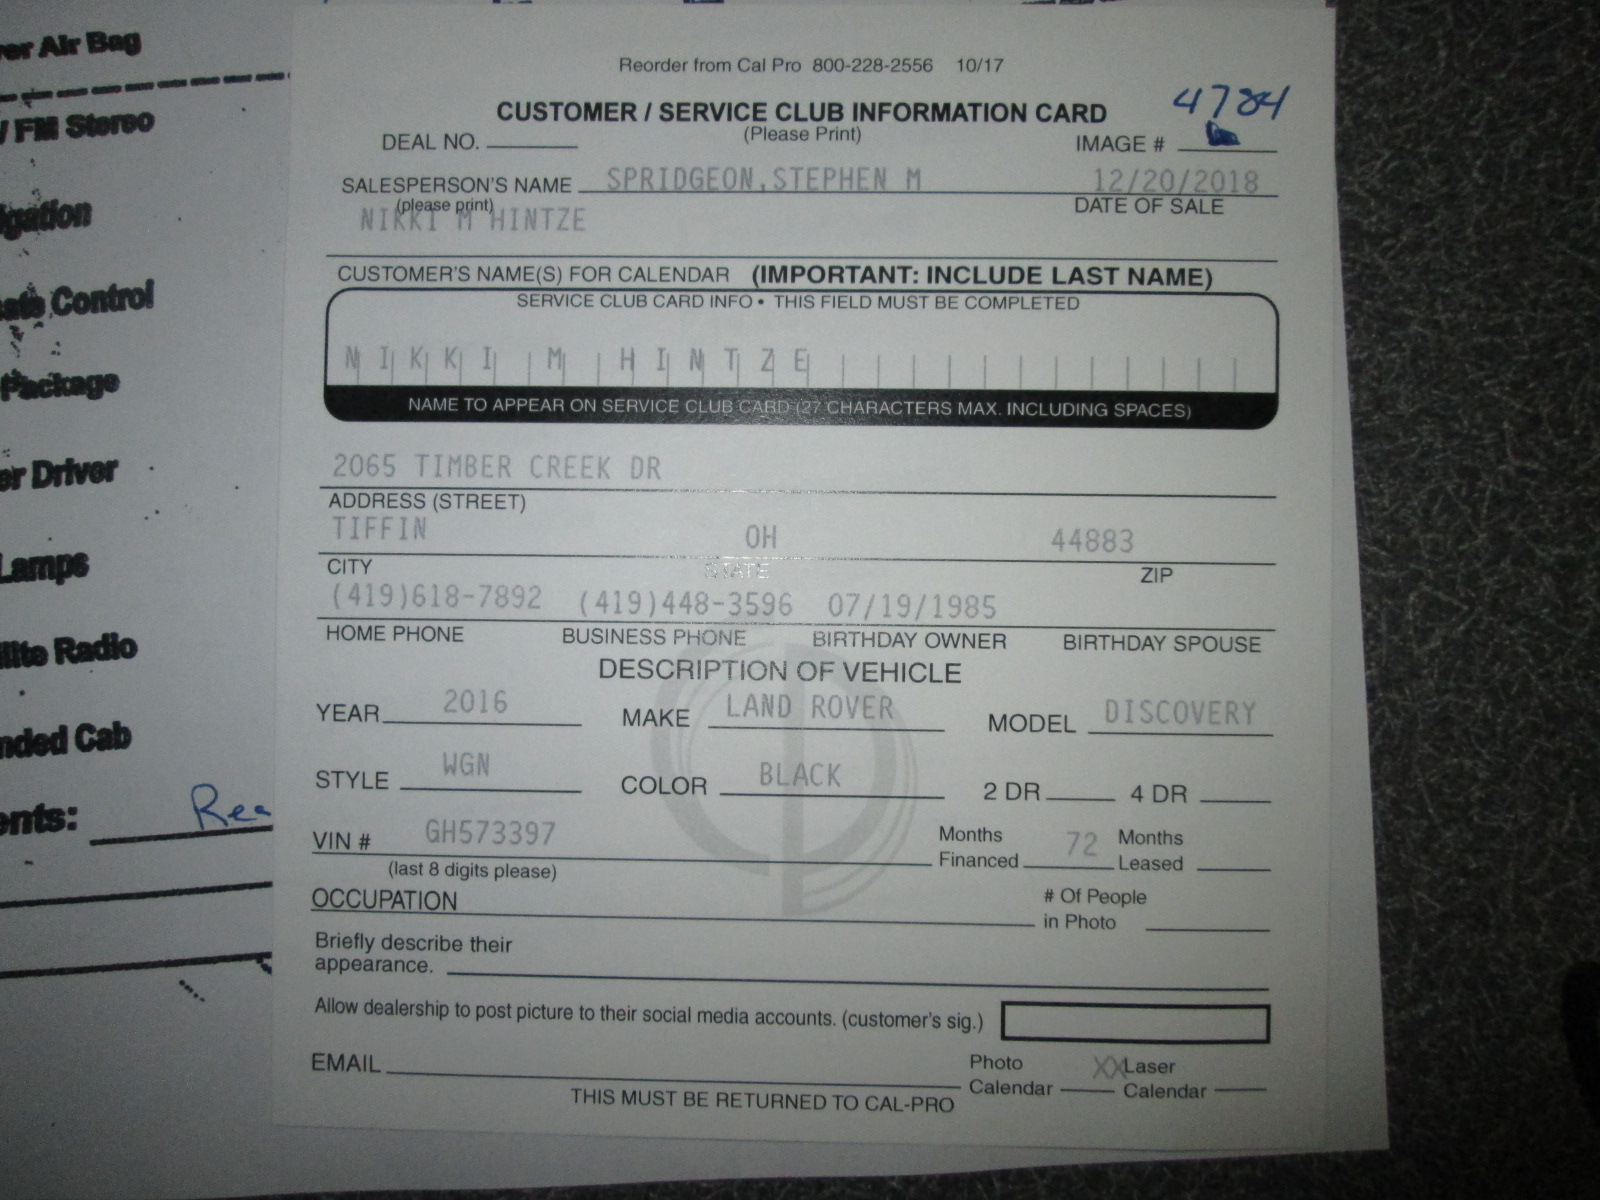 Reorder from Cal Pro 800-228-2556 10/17
CUSTOMER / SERVICE CLUB INFORMATION CARD
4784
(Please Print)
DEAL NO.
IMAGE #
SALESPERSON'S NAME SPRIDGEON,STEPHEN M 12/20/2018
(please print)
DATE OF SALE
NIKKI M HINTZE
CUSTOMER'S NAME(S) FOR CALENDAR (IMPORTANT: INCLUDE LAST NAME)
SERVICE CLUB CARD INFO • THIS FIELD MUST BE COMPLETED
NIKKI M HINTZE
NAME TO APPEAR ON SERVICE CLUB CARD (27 CHARACTERS MAX. INCLUDING SPACES)
2065 TIMBER CREEK DR
ADDRESS (STREET)
TIFFIN OH 44883
CITY STATE ZIP
(419)618-7892 (419)448-3596 07/19/1985
HOME PHONE BUSINESS PHONE BIRTHDAY OWNER BIRTHDAY SPOUSE
DESCRIPTION OF VEHICLE
YEAR 2016 MAKE LAND ROVER MODEL DISCOVERY
STYLE WGN COLOR BLACK 2 DR 4 DR
VIN # GH573397 Months Financed 72 Months Leased
(last 8 digits please)
OCCUPATION # Of People in Photo
Briefly describe their
appearance.
Allow dealership to post picture to their social media accounts. (customer's sig.)
EMAIL Photo Calendar XX Laser Calendar
THIS MUST BE RETURNED TO CAL-PRO
Air Bag
/ FM Stereo
Control
Package
Driver
Lamps
Radio
Cab
Rea